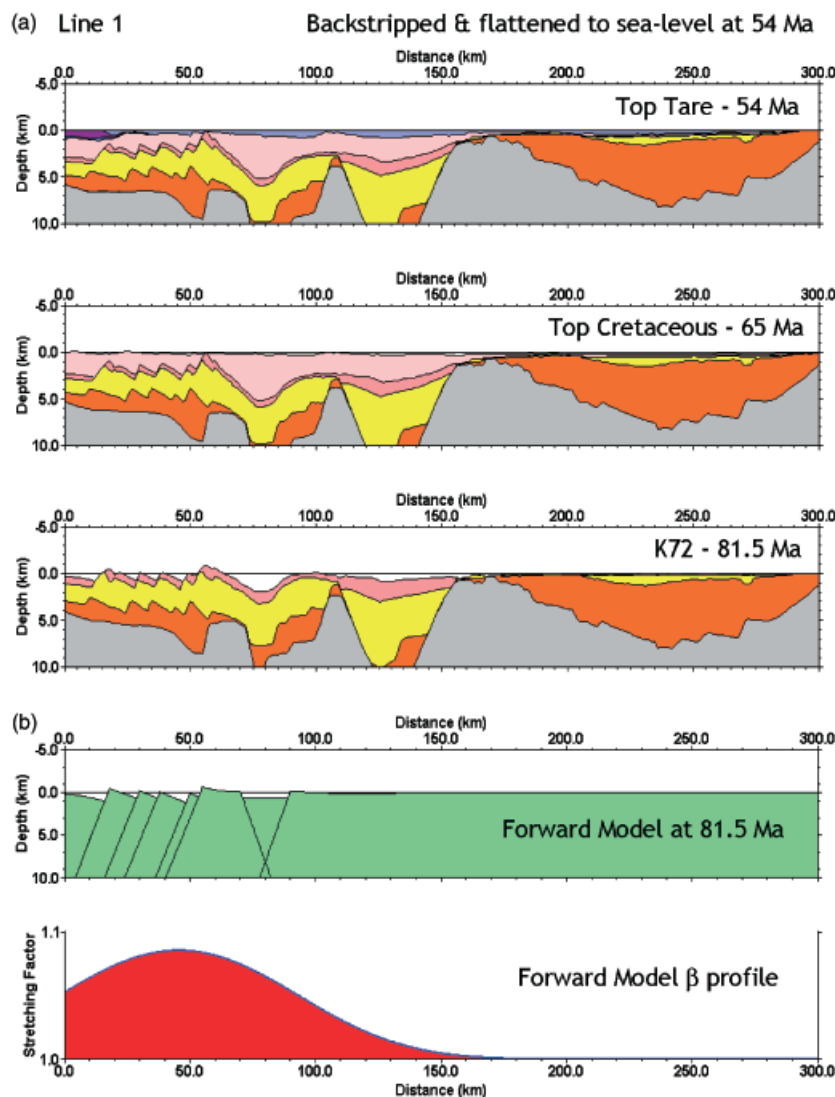 (a) Line 1 Backstripped & flattened to sea-level at 54 Ma
Distance (km)
0.0 50.0 100.0 150.0 200.0 250.0 300.0
-5.0
Top Tare - 54 Ma
0.0
Depth (km)
5.0
10.0
Distance (km)
0.0 50.0 100.0 150.0 200.0 250.0 300.0
-5.0
Top Cretaceous - 65 Ma
0.0
Depth (km)
5.0
10.0
Distance (km)
0.0 50.0 100.0 150.0 200.0 250.0 300.0
-5.0
K72 - 81.5 Ma
0.0
Depth (km)
5.0
10.0
(b)
Distance (km)
0.0 50.0 100.0 150.0 200.0 250.0 300.0
-5.0
0.0
Depth (km)
Forward Model at 81.5 Ma
5.0
10.0
1.1
Stretching Factor
Forward Model β profile
1.0
0.0 50.0 100.0 150.0 200.0 250.0 300.0
Distance (km)